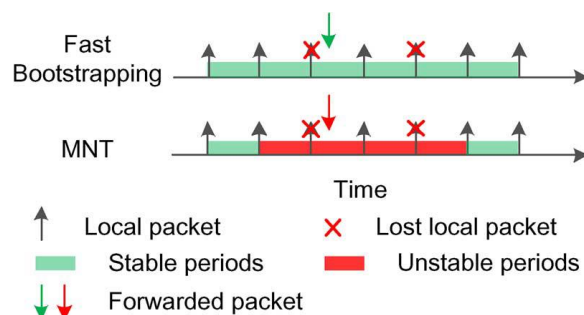 Fast
Bootstrapping
MNT
Time
Local packet
Lost local packet
Stable periods
Unstable periods
Forwarded packet